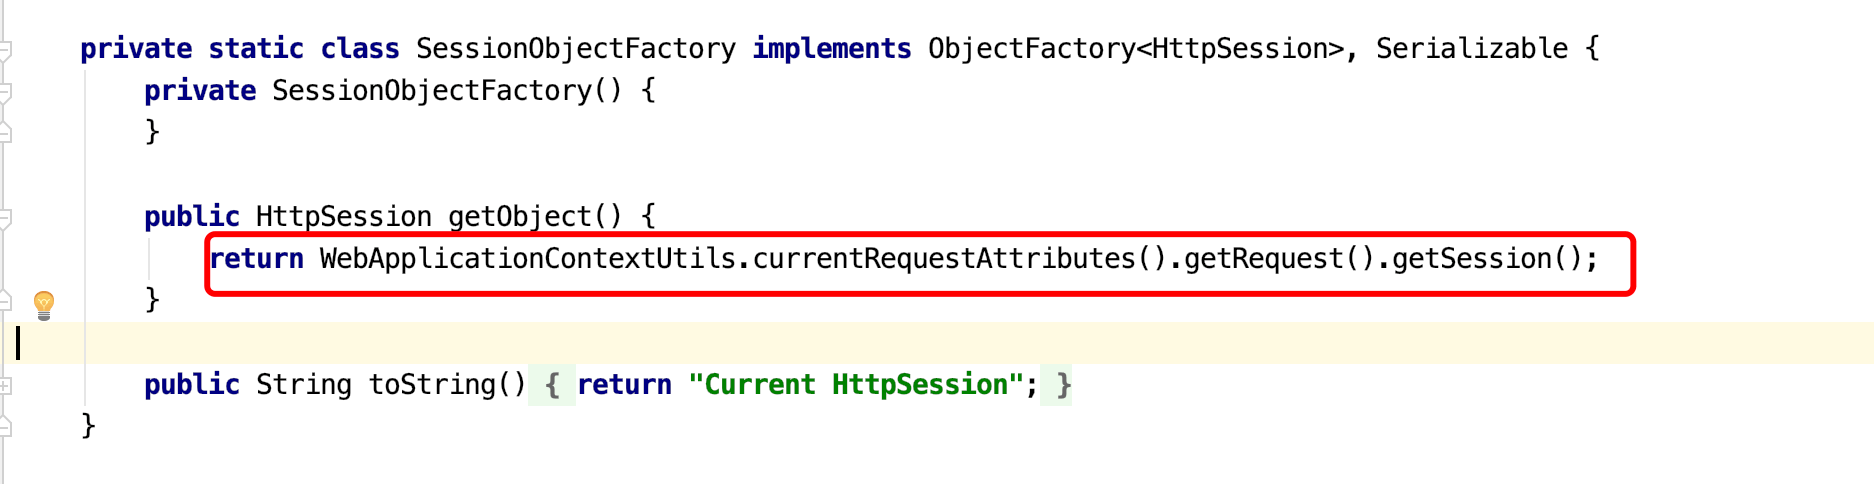 private static class SessionObjectFactory implements ObjectFactory<HttpSession>, Serializable {
private SessionObjectFactory() {
}
public HttpSession getObject() {
return WebApplicationContextUtils.currentRequestAttributes().getRequest().getSession();
}
public String toString() { return "Current HttpSession"; }
}